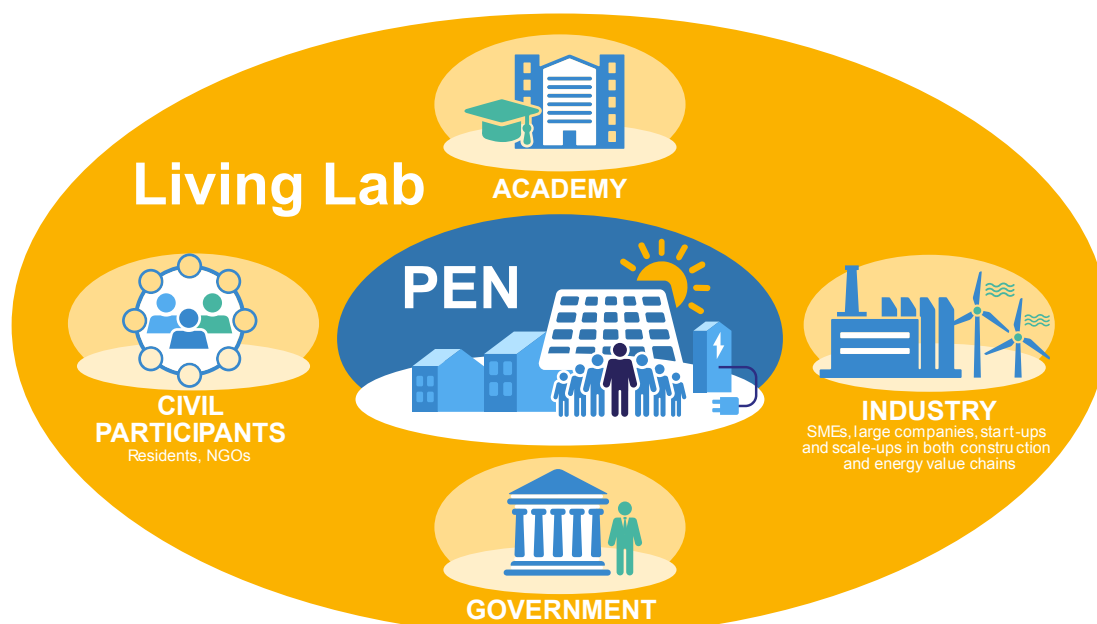 ACADEMY
Living Lab
PEN
CIVIL
PARTICIPANTS
Residents, NGOs
INDUSTRY
SMEs, large companies, start-ups
and scale-ups in both construction
and energy value chains
GOVERNMENT